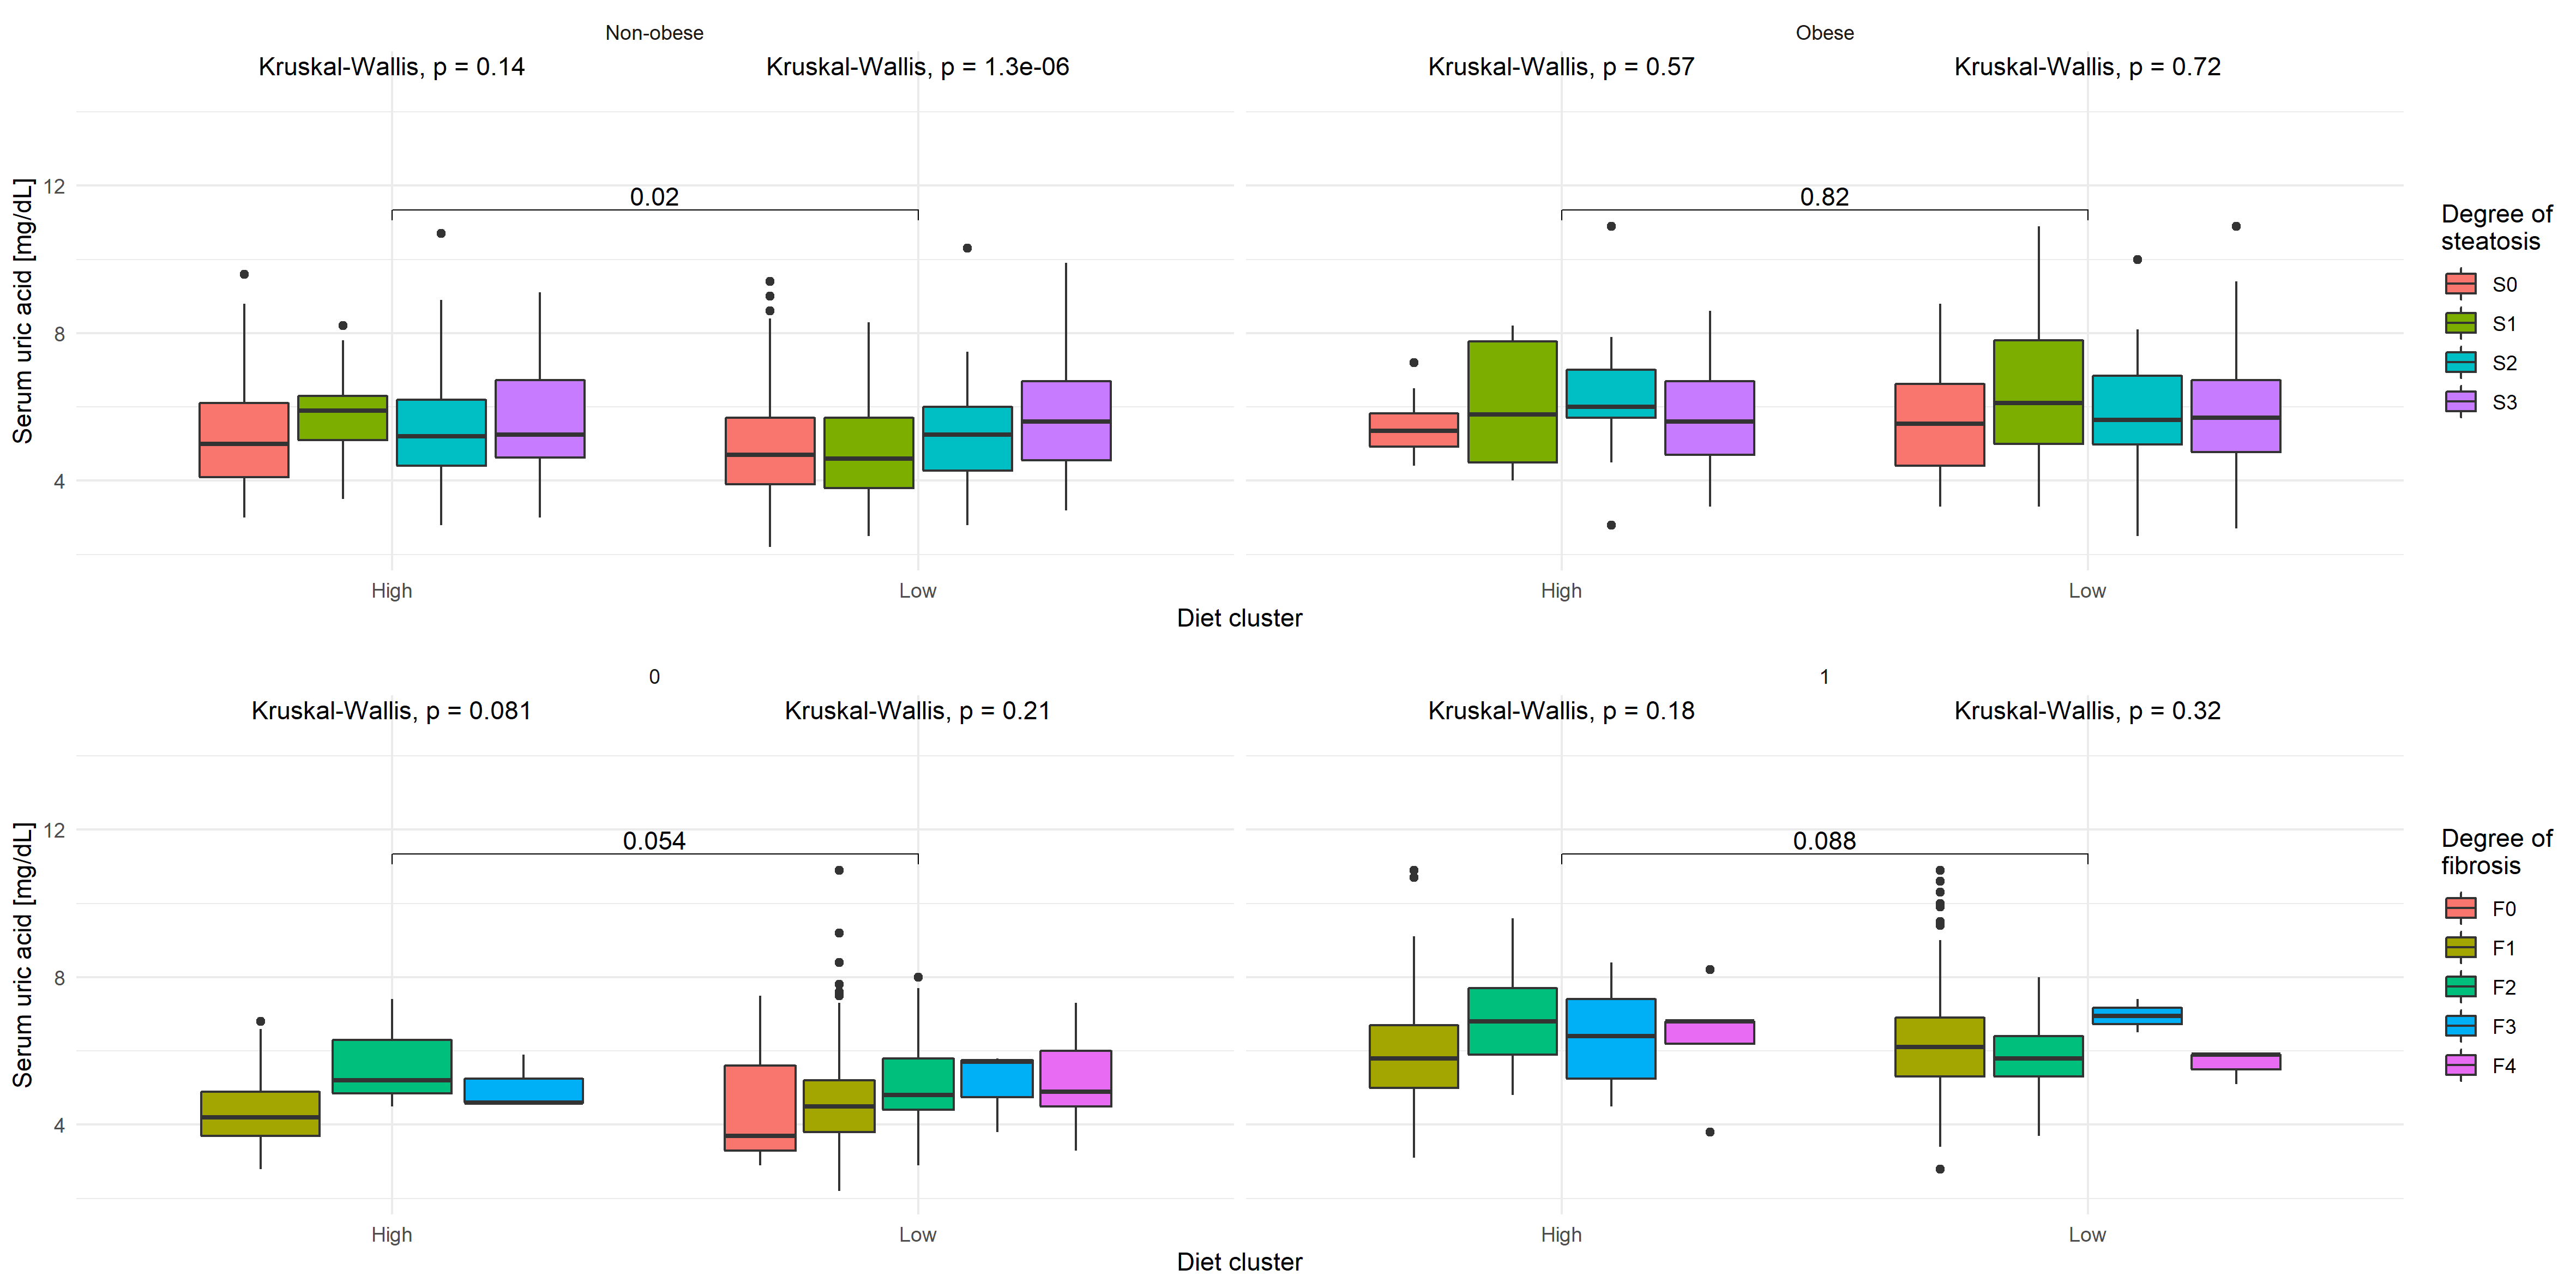 Non-obese
Obese
Kruskal-Wallis, p = 0.14
Kruskal-Wallis, p = 1.3e-06
Kruskal-Wallis, p = 0.57
Kruskal-Wallis, p = 0.72
Serum uric acid [mg/dL]
12
8
4
0.02
0.82
High
Low
High
Low
Diet cluster
Degree of
steatosis
S0
S1
S2
S3
0
1
Kruskal-Wallis, p = 0.081
Kruskal-Wallis, p = 0.21
Kruskal-Wallis, p = 0.18
Kruskal-Wallis, p = 0.32
Serum uric acid [mg/dL]
12
8
4
0.054
0.088
High
Low
High
Low
Diet cluster
Degree of
fibrosis
F0
F1
F2
F3
F4